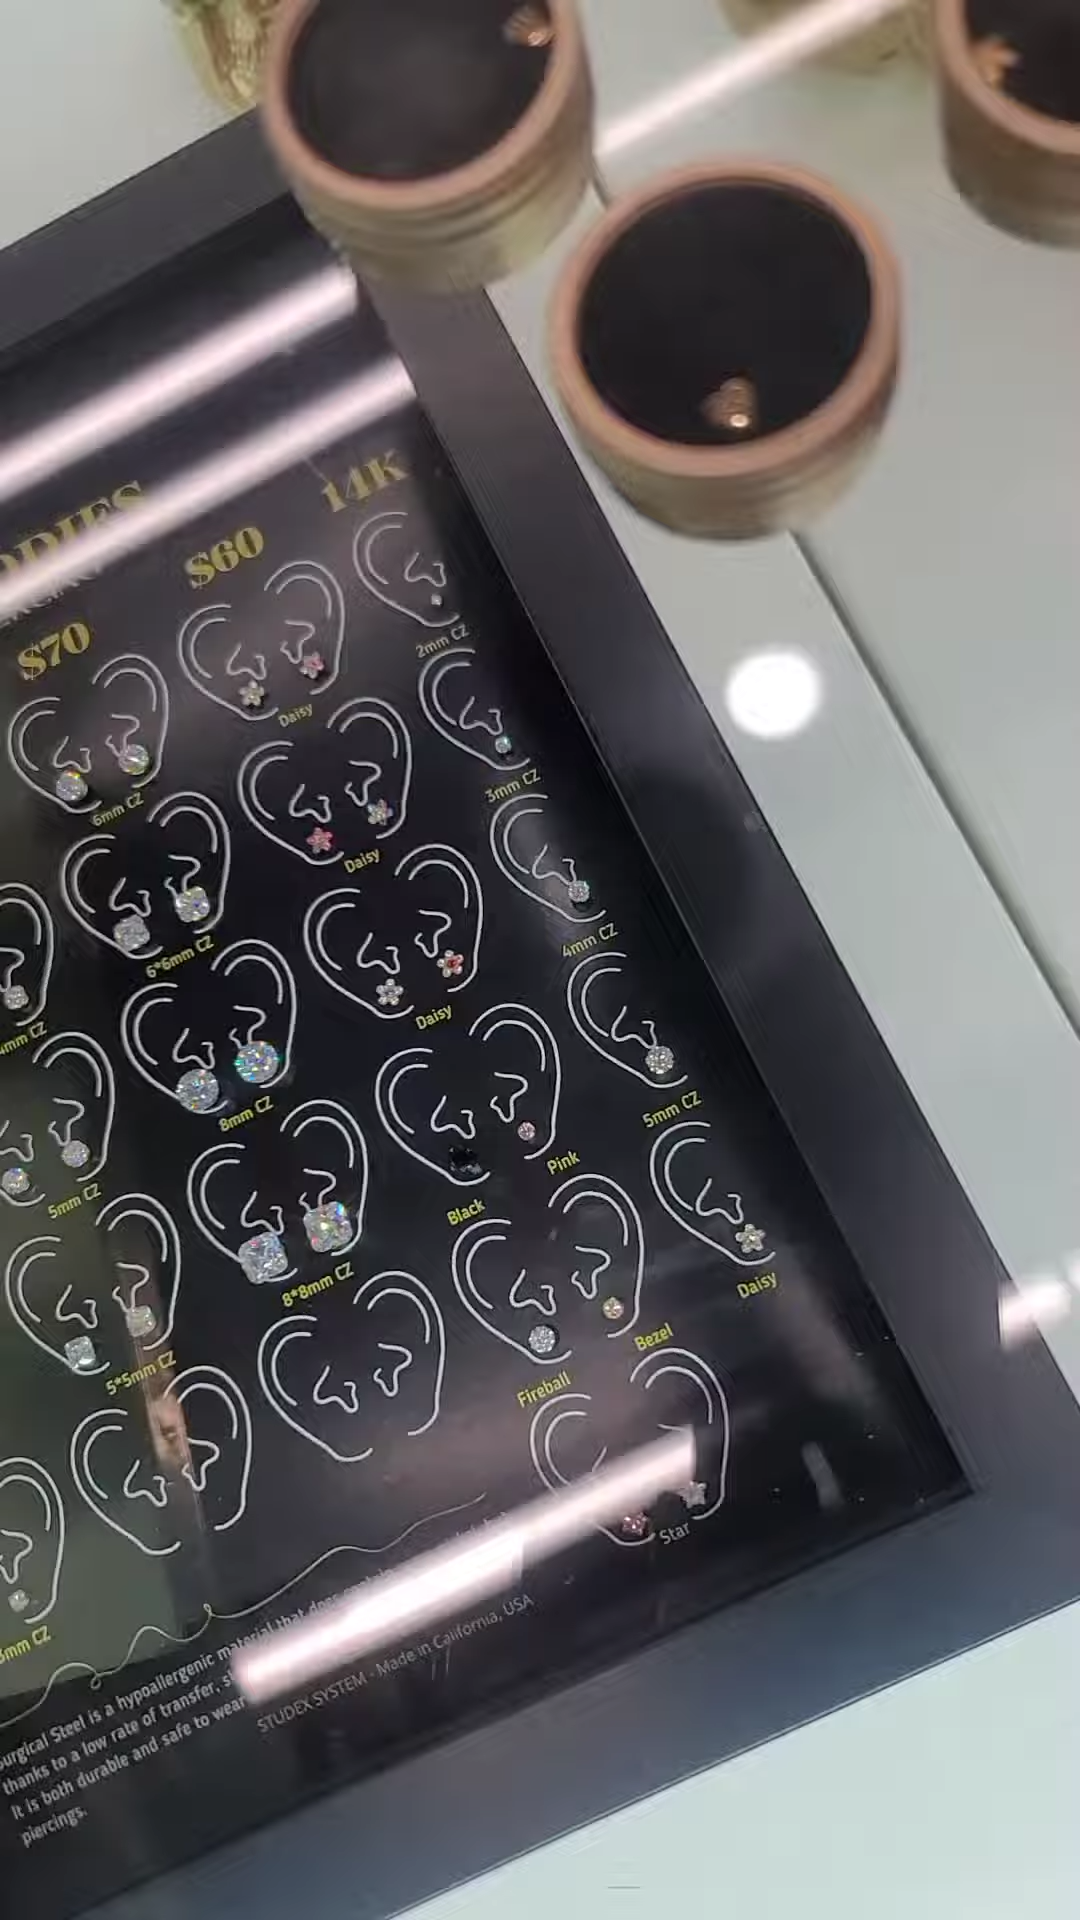 14K
$60
$70
2mm CZ
Daisy
6mm CZ
3mm CZ
Daisy
6*6mm CZ
4mm CZ
Daisy
8mm CZ
5mm CZ
Pink
Black
5mm CZ
8*8mm CZ
Daisy
Bezel
5*5mm CZ
Fireball
Star
Surgical Steel is a hypoallergenic material that does
thanks to a low rate of transfer,
It is both durable and safe to wear
piercings.
STUDEX SYSTEM - Made in California, USA